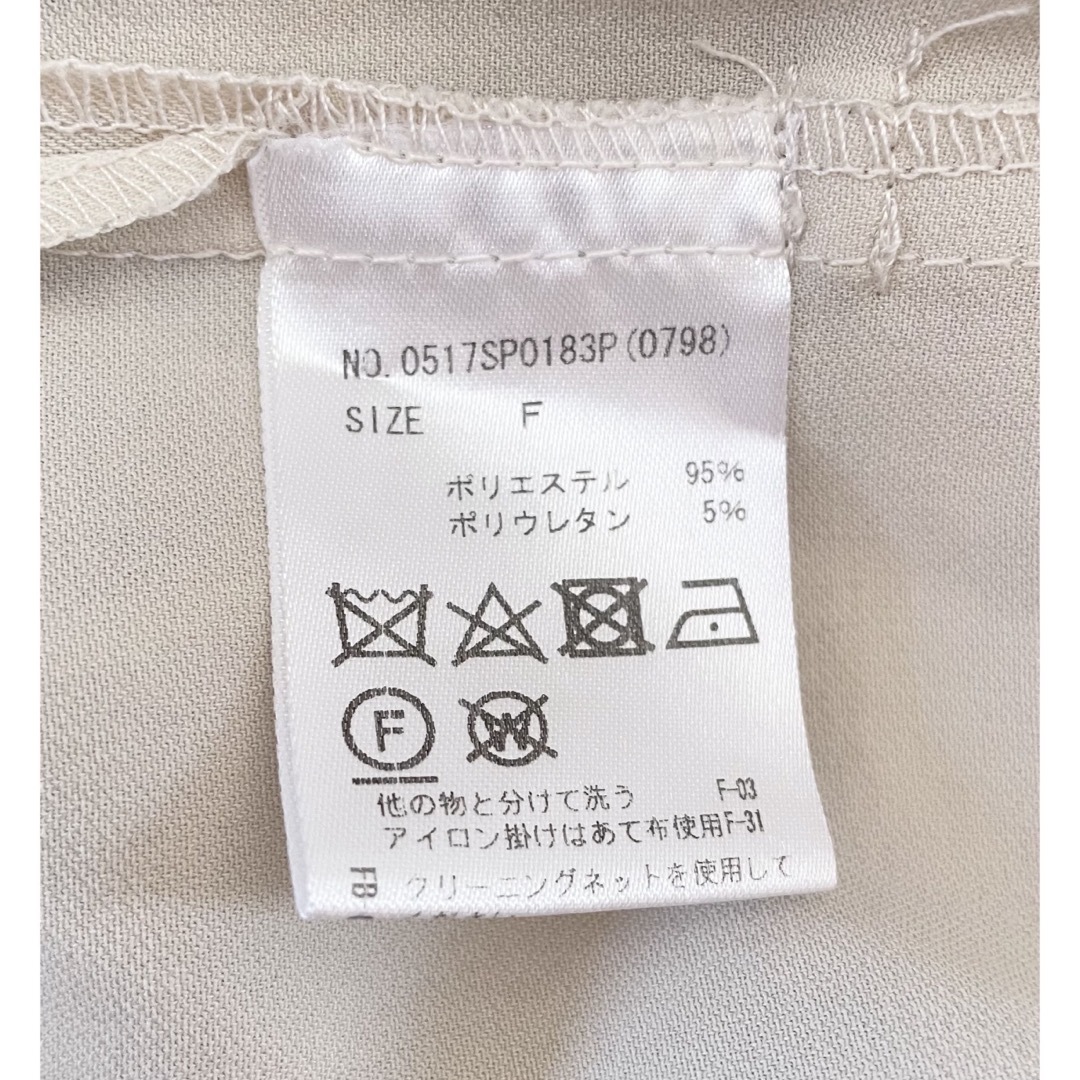 NO. 0517SP0183P(0798)
SIZE F
ポリエステル 95%
ポリウレタン 5%
F
W
他の物と分けて洗う F-03
アイロン掛けはあて布使用F-31
FB クリーニングネットを使用して